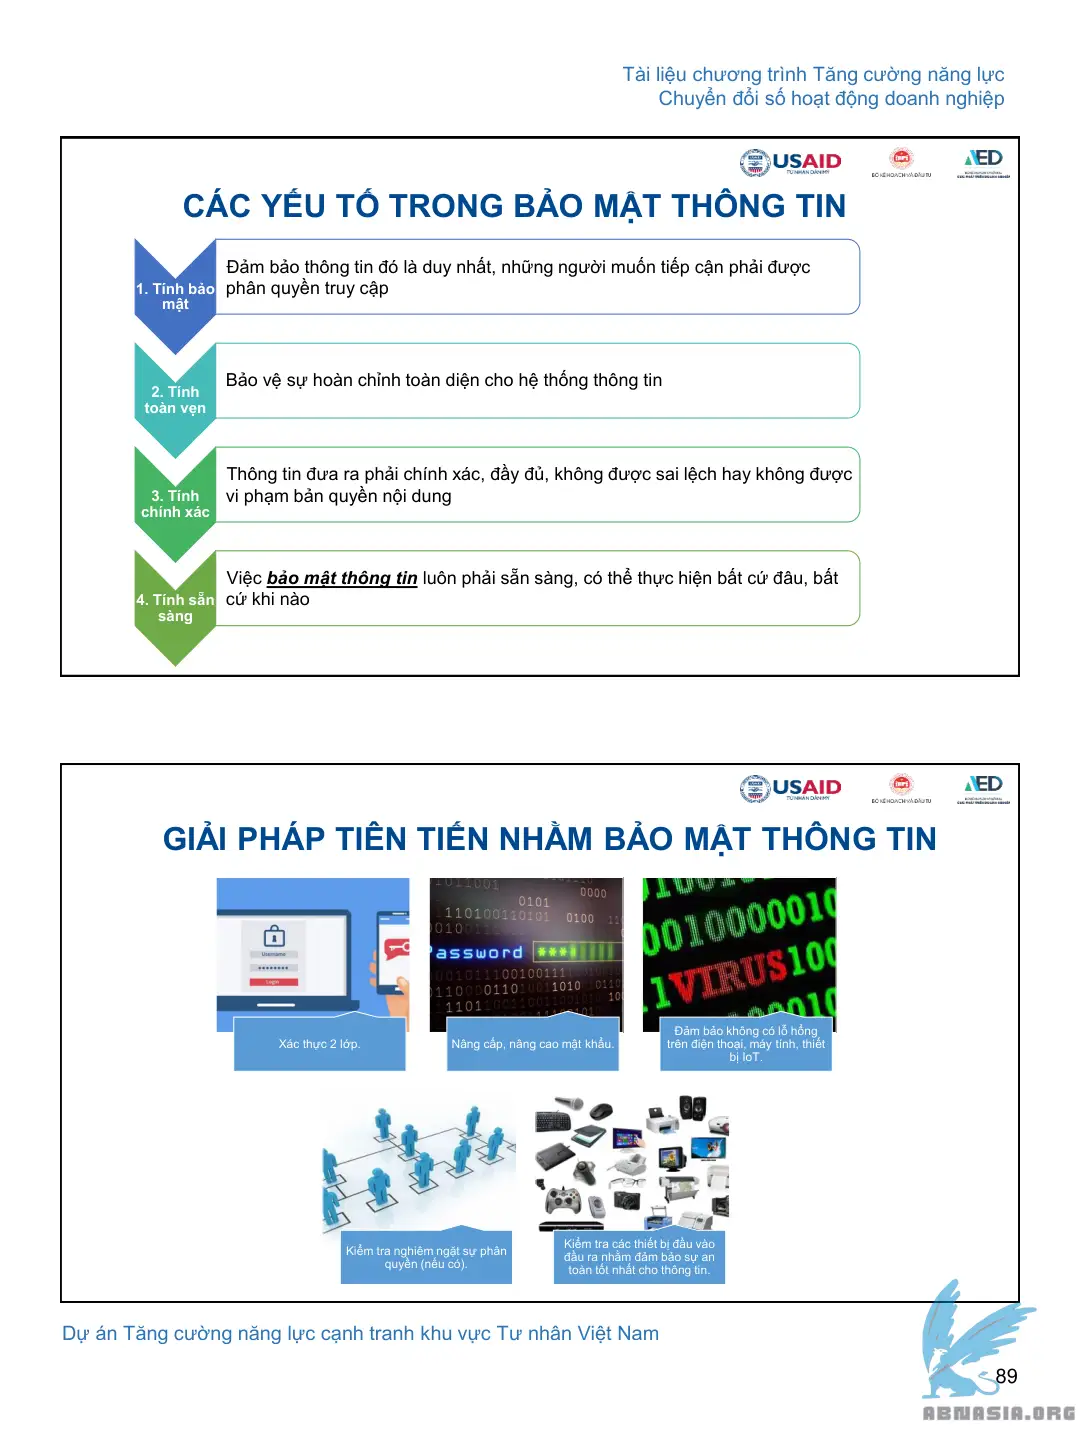 Tài liệu chương trình Tăng cường năng lực
Chuyển đổi số hoạt động doanh nghiệp
USAID
TỪ NHÂN DÂN MỸ
BỘ KẾ HOẠCH VÀ ĐẦU TƯ
AED
CÁC YẾU TỐ TRONG BẢO MẬT THÔNG TIN
1. Tính bảo
mật
Đảm bảo thông tin đó là duy nhất, những người muốn tiếp cận phải được
phân quyền truy cập
2. Tính
toàn vẹn
Bảo vệ sự hoàn chỉnh toàn diện cho hệ thống thông tin
3. Tính
chính xác
Thông tin đưa ra phải chính xác, đầy đủ, không được sai lệch hay không được
vi phạm bản quyền nội dung
4. Tính sẵn
sàng
Việc bảo mật thông tin luôn phải sẵn sàng, có thể thực hiện bất cứ đâu, bất
cứ khi nào
USAID
TỪ NHÂN DÂN MỸ
BỘ KẾ HOẠCH VÀ ĐẦU TƯ
AED
GIẢI PHÁP TIÊN TIẾN NHẰM BẢO MẬT THÔNG TIN
Username
Login
Password
VIRUS
Xác thực 2 lớp.
Nâng cấp, nâng cao mật khẩu.
Đảm bảo không có lỗ hổng
trên điện thoại, máy tính, thiết
bị IoT.
Kiểm tra nghiêm ngặt sự phân
quyền (nếu có).
Kiểm tra các thiết bị đầu vào
đầu ra nhằm đảm bảo sự an
toàn tốt nhất cho thông tin.
Dự án Tăng cường năng lực cạnh tranh khu vực Tư nhân Việt Nam
89
ABNASIA.ORG